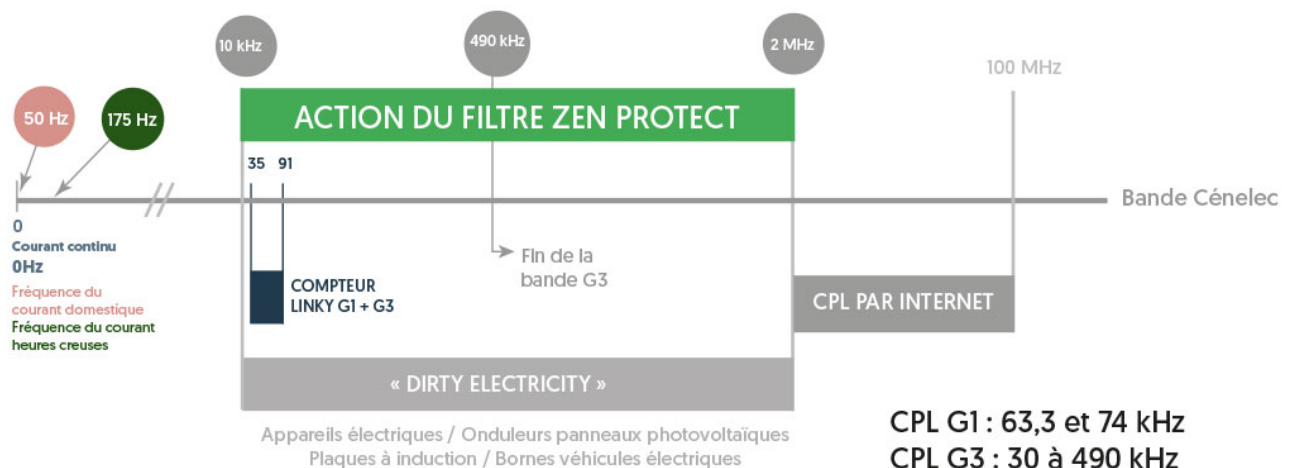 10 kHz
490 kHz
2 MHz
100 MHz
50 Hz
175 Hz
ACTION DU FILTRE ZEN PROTECT
35 91
Bande Cénelec
0
Courant continu
0Hz
Fréquence du
courant domestique
Fréquence du courant
heures creuses
COMPTEUR
LINKY G1 + G3
Fin de la
bande G3
CPL PAR INTERNET
« DIRTY ELECTRICITY »
Appareils électriques / Onduleurs panneaux photovoltaïques
Plaques à induction / Bornes véhicules électriques
CPL G1 : 63,3 et 74 kHz
CPL G3 : 30 à 490 kHz